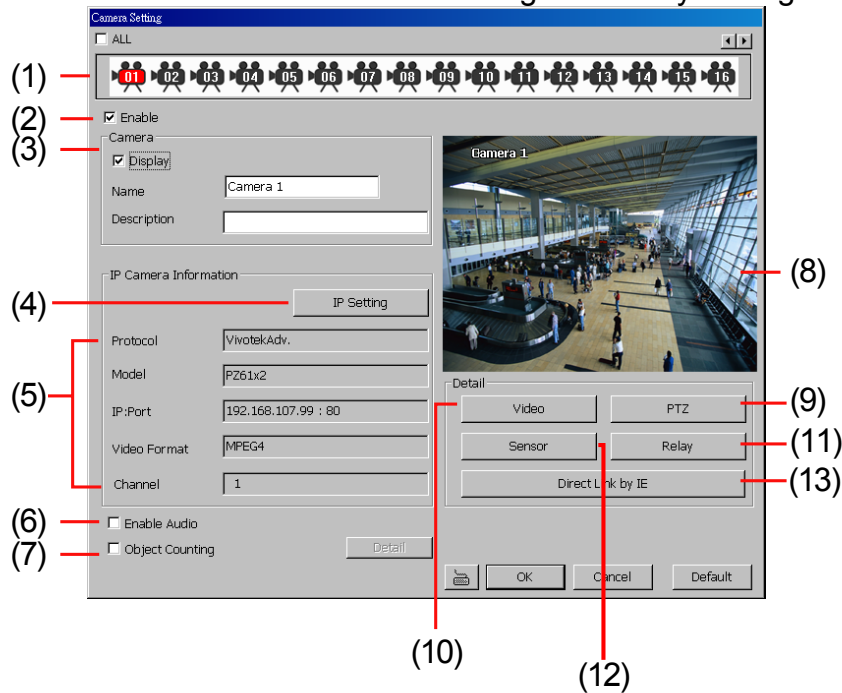 Camera Setting
ALL
(1)
01 02 03 04 05 06 07 08 09 10 11 12 13 14 15 16
(2)
Enable
(3)
Camera
Display
Name
Camera 1
Description
Camera 1
(8)
IP Camera Information
(4)
IP Setting
(5)
Protocol
VivotekAdv.
Model
PZ61x2
IP:Port
192.168.107.99 : 80
Video Format
MPEG4
Channel
1
Detail
Video
PTZ
(9)
Sensor
Relay
(11)
Direct Link by IE
(13)
(6)
Enable Audio
(7)
Object Counting
Detail
OK
Cancel
Default
(10)
(12)